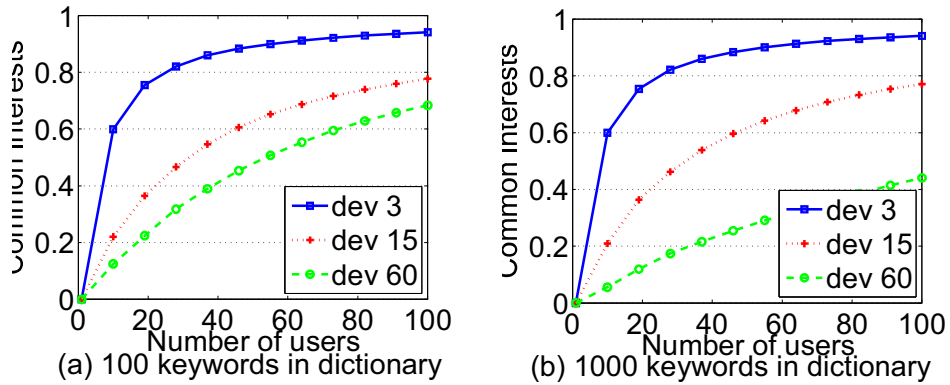 Common interests
1
0.8
0.6
0.4
0.2
0
0 20 40 60 80 100
dev 3
dev 15
dev 60
Number of users
(a) 100 keywords in dictionary
Common interests
1
0.8
0.6
0.4
0.2
0
0 20 40 60 80 100
dev 3
dev 15
dev 60
Number of users
(b) 1000 keywords in dictionary